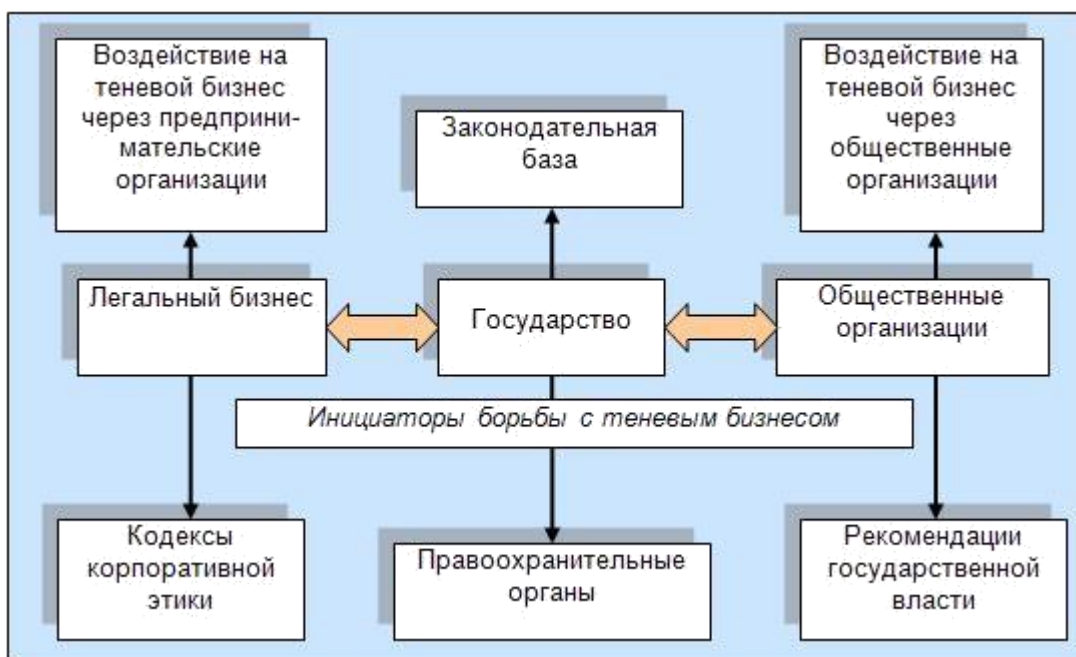 Воздействие на
теневой бизнес
через предприни-
мательские
организации
Законодательная
база
Воздействие на
теневой бизнес
через
общественные
организации
Легальный бизнес
Государство
Общественные
организации
Инициаторы борьбы с теневым бизнесом
Кодексы
корпоративной
этики
Правоохранительные
органы
Рекомендации
государственной
власти